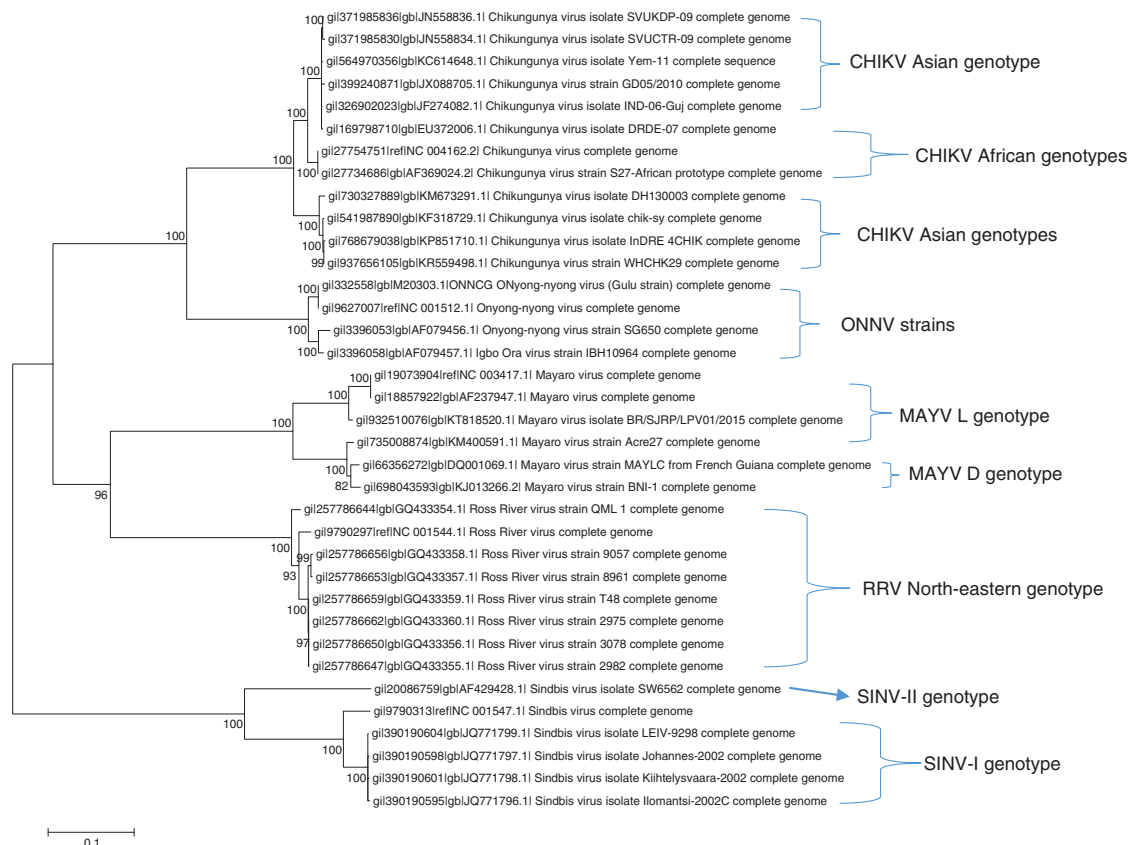 gi|371985836|gb|JN558836.1| Chikungunya virus isolate SVUKDP-09 complete genome
gi|371985830|gb|JN558834.1| Chikungunya virus isolate SVUCTR-09 complete genome
gi|564970356|gb|KC614648.1| Chikungunya virus isolate Yem-11 complete sequence
gi|399240871|gb|JX088705.1| Chikungunya virus strain GD05/2010 complete genome
gi|326902023|gb|JF274082.1| Chikungunya virus isolate IND-06-Guj complete genome
CHIKV Asian genotype
gi|169798710|gb|EU372006.1| Chikungunya virus isolate DRDE-07 complete genome
gi|27754751|ref|NC 004162.2| Chikungunya virus complete genome
gi|27734686|gb|AF369024.2| Chikungunya virus strain S27-African prototype complete genome
CHIKV African genotypes
gi|730327889|gb|KM673291.1| Chikungunya virus isolate DH130003 complete genome
gi|541987890|gb|KF318729.1| Chikungunya virus isolate chik-sy complete genome
gi|768679038|gb|KP851710.1| Chikungunya virus isolate InDRE 4CHIK complete genome
gi|937656105|gb|KR559498.1| Chikungunya virus strain WHCHK29 complete genome
CHIKV Asian genotypes
gi|332558|gb|M20303.1|ONNCG ONyong-nyong virus (Gulu strain) complete genome
gi|9627007|ref|NC 001512.1| Onyong-nyong virus complete genome
gi|3396053|gb|AF079456.1| Onyong-nyong virus strain SG650 complete genome
gi|3396058|gb|AF079457.1| Igbo Ora virus strain IBH10964 complete genome
ONNV strains
gi|19073904|ref|NC 003417.1| Mayaro virus complete genome
gi|18857922|gb|AF237947.1| Mayaro virus complete genome
gi|932510076|gb|KT818520.1| Mayaro virus isolate BR/SJRP/LPV01/2015 complete genome
gi|735008874|gb|KM400591.1| Mayaro virus strain Acre27 complete genome
MAYV L genotype
gi|66356272|gb|DQ001069.1| Mayaro virus strain MAYLC from French Guiana complete genome
gi|698043593|gb|KJ013266.2| Mayaro virus strain BNI-1 complete genome
MAYV D genotype
gi|257786644|gb|GQ433354.1| Ross River virus strain QML 1 complete genome
gi|9790297|ref|NC 001544.1| Ross River virus complete genome
gi|257786656|gb|GQ433358.1| Ross River virus strain 9057 complete genome
gi|257786653|gb|GQ433357.1| Ross River virus strain 8961 complete genome
gi|257786659|gb|GQ433359.1| Ross River virus strain T48 complete genome
gi|257786662|gb|GQ433360.1| Ross River virus strain 2975 complete genome
gi|257786650|gb|GQ433356.1| Ross River virus strain 3078 complete genome
gi|257786647|gb|GQ433355.1| Ross River virus strain 2982 complete genome
RRV North-eastern genotype
gi|20086759|gb|AF429428.1| Sindbis virus isolate SW6562 complete genome
SINV-II genotype
gi|9790313|ref|NC 001547.1| Sindbis virus complete genome
gi|390190604|gb|JQ771799.1| Sindbis virus isolate LEIV-9298 complete genome
gi|390190598|gb|JQ771797.1| Sindbis virus isolate Johannes-2002 complete genome
gi|390190601|gb|JQ771798.1| Sindbis virus isolate Kiihtelysvaara-2002 complete genome
gi|390190595|gb|JQ771796.1| Sindbis virus isolate Ilomantsi-2002C complete genome
SINV-I genotype
100
100
100
100
100
100
100
99
100
100
100
100
100
100
100
100
82
96
100
99
93
100
97
100
100
100
0.1